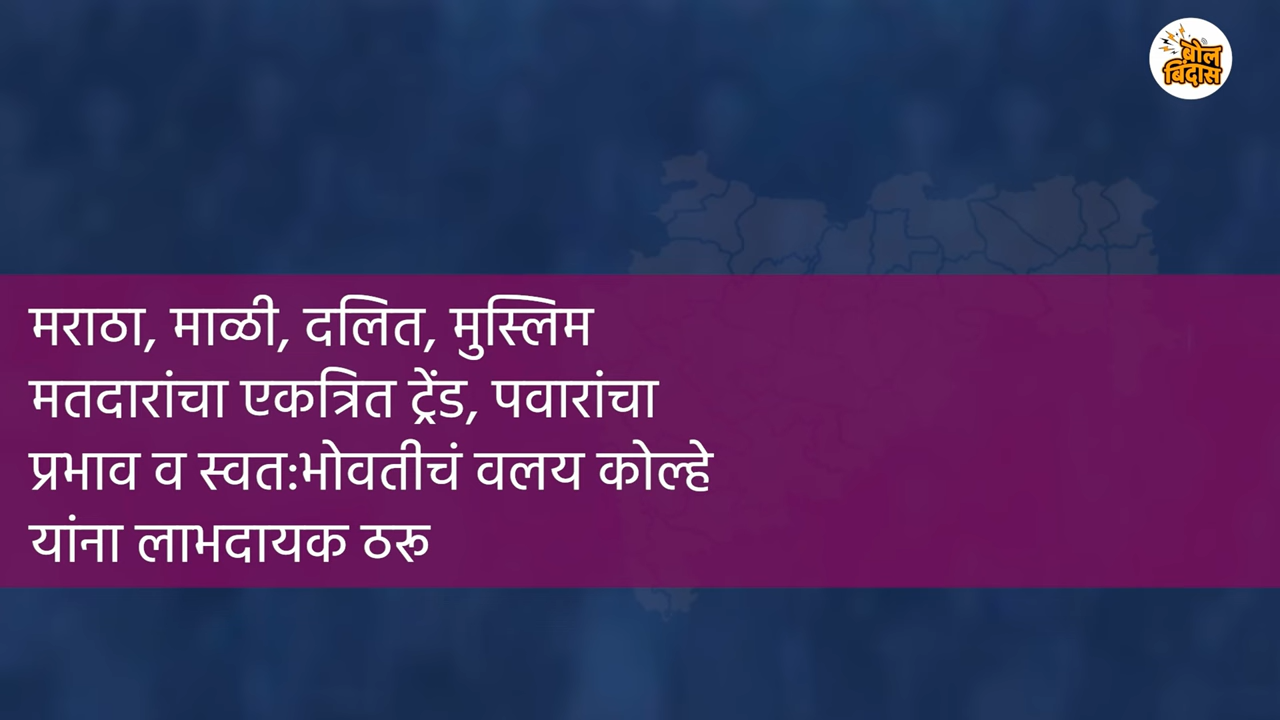 बोल
बिंदास
मराठा, माळी, दलित, मुस्लिम
मतदारांचा एकत्रित ट्रेंड, पवारांचा
प्रभाव व स्वतःभोवतीचं वलय कोल्हे
यांना लाभदायक ठरू